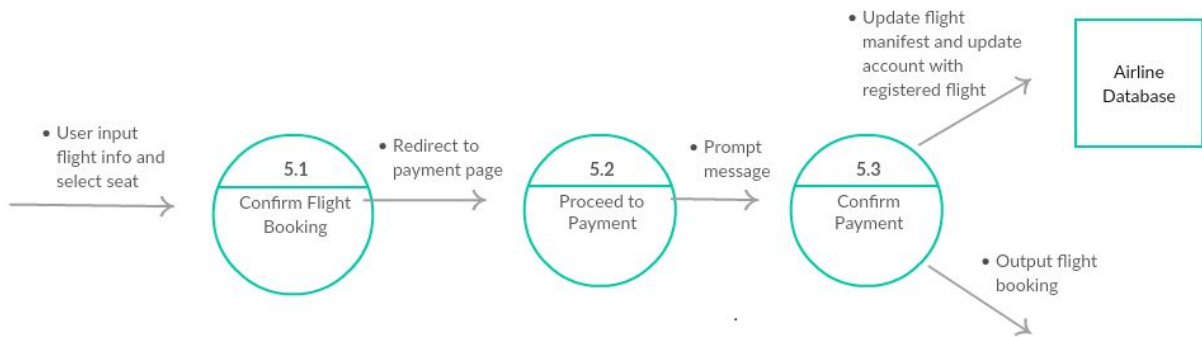 • User input
flight info and
select seat
5.1
Confirm Flight
Booking
• Redirect to
payment page
5.2
Proceed to
Payment
• Prompt
message
5.3
Confirm
Payment
• Update flight
manifest and update
account with
registered flight
Airline
Database
• Output flight
booking
.